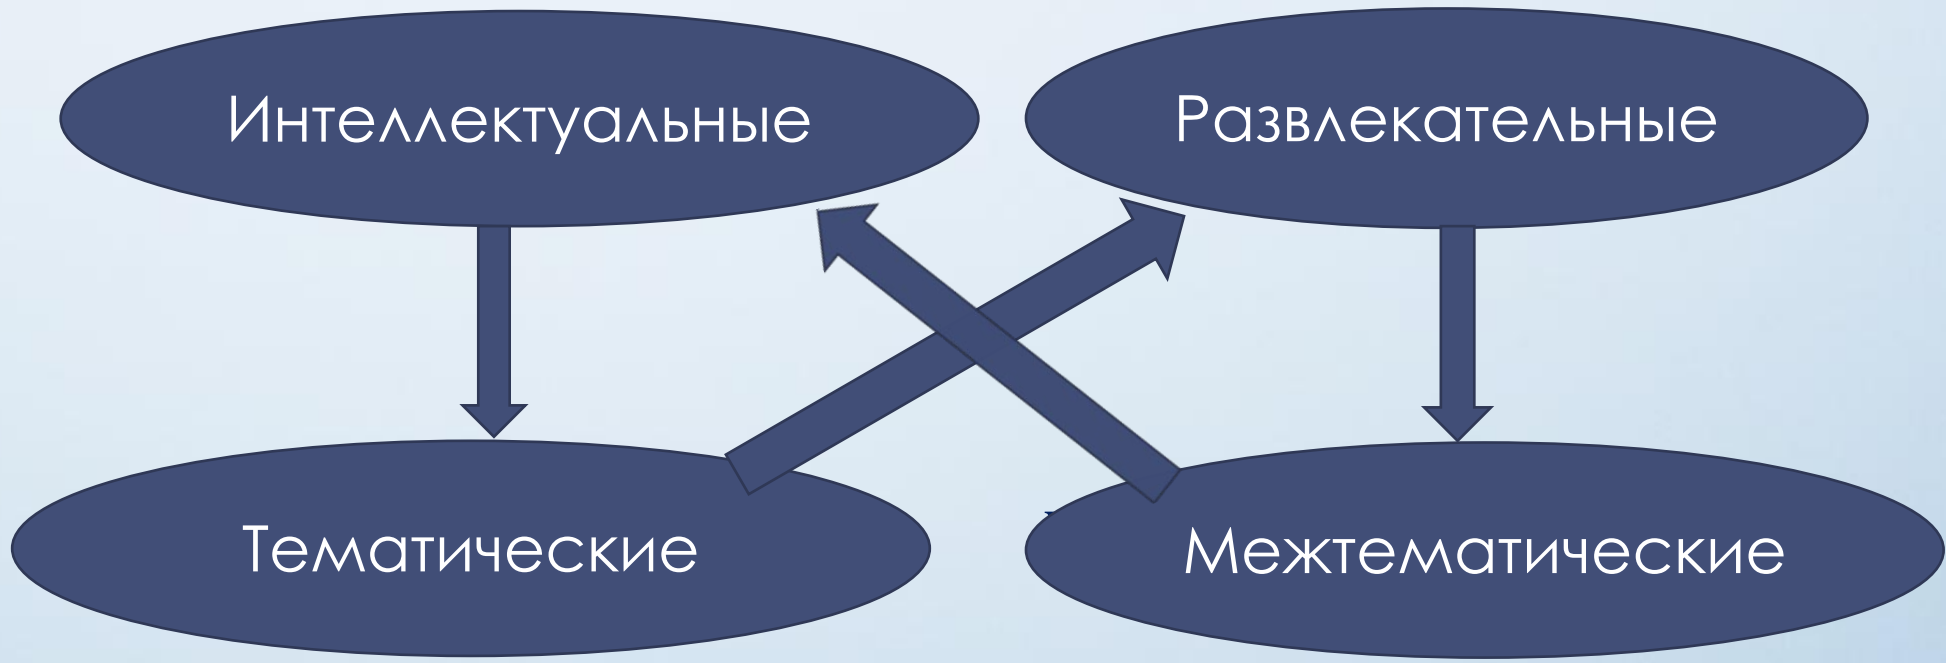 Интеллектуальные
Развлекательные
Тематические
Межтематические